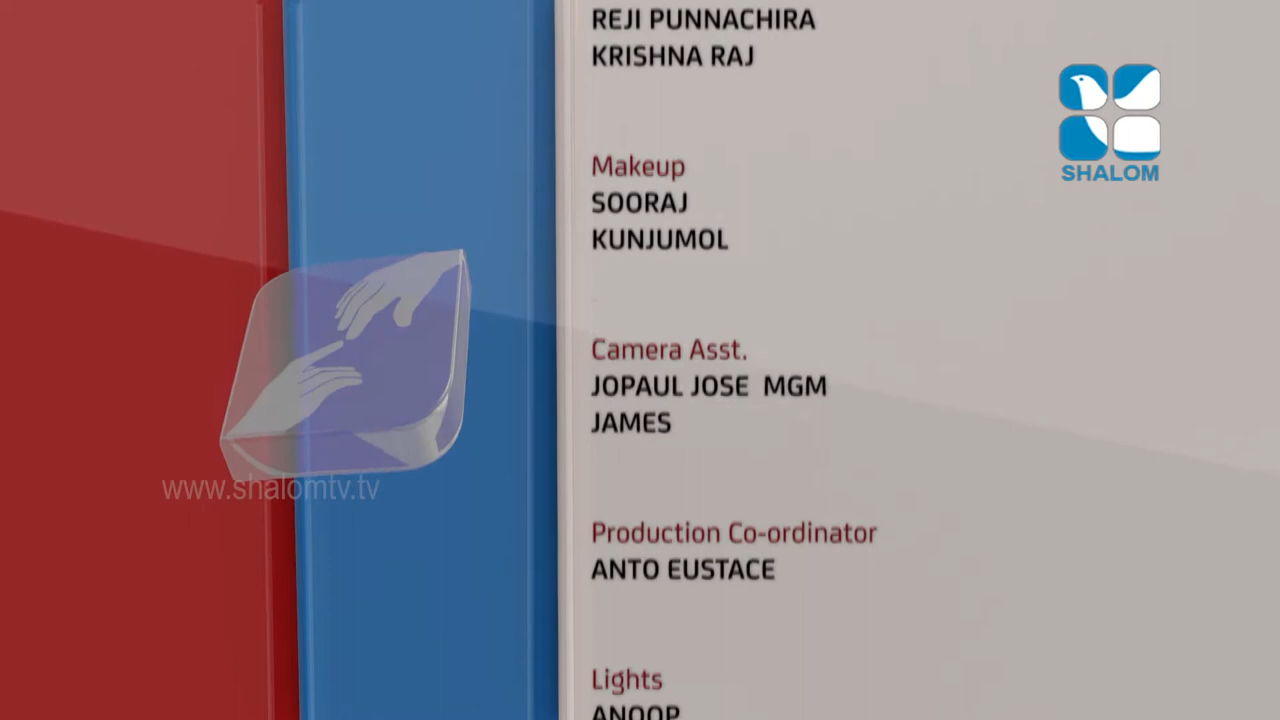 REJI PUNNACHIRA
KRISHNA RAJ
SHALOM
Makeup
SOORAJ
KUNJUMOL
Camera Asst.
JOPAUL JOSE  MGM
JAMES
www.shalomtv.tv
Production Co-ordinator
ANTO EUSTACE
Lights
ANOOP